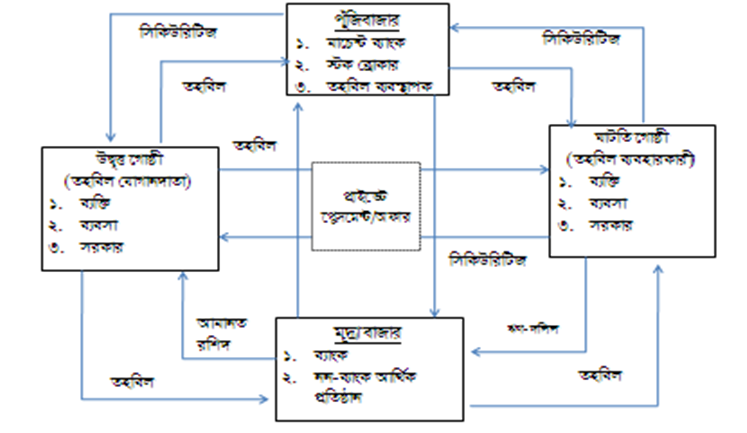 পুঁজিবাজার
১. মার্চেন্ট ব্যাংক
২. স্টক ব্রোকার
৩. তহবিল ব্যবস্থাপক
সিকিউরিটিজ
সিকিউরিটিজ
তহবিল
তহবিল
তহবিল
উদ্বৃত্ত গোষ্ঠী
(তহবিল যোগানদাতা)
১. ব্যক্তি
২. ব্যবসা
৩. সরকার
প্রাইভেট
প্লেসমেন্ট/অফার
ঘাটতি গোষ্ঠী
(তহবিল ব্যবহারকারী)
১. ব্যক্তি
২. ব্যবসা
৩. সরকার
সিকিউরিটিজ
আমানত
রশিদ
তহবিল
মুদ্রা বাজার
১. ব্যাংক
২. নন-ব্যাংক আর্থিক
প্রতিষ্ঠান
ঋণ-দলিল
তহবিল